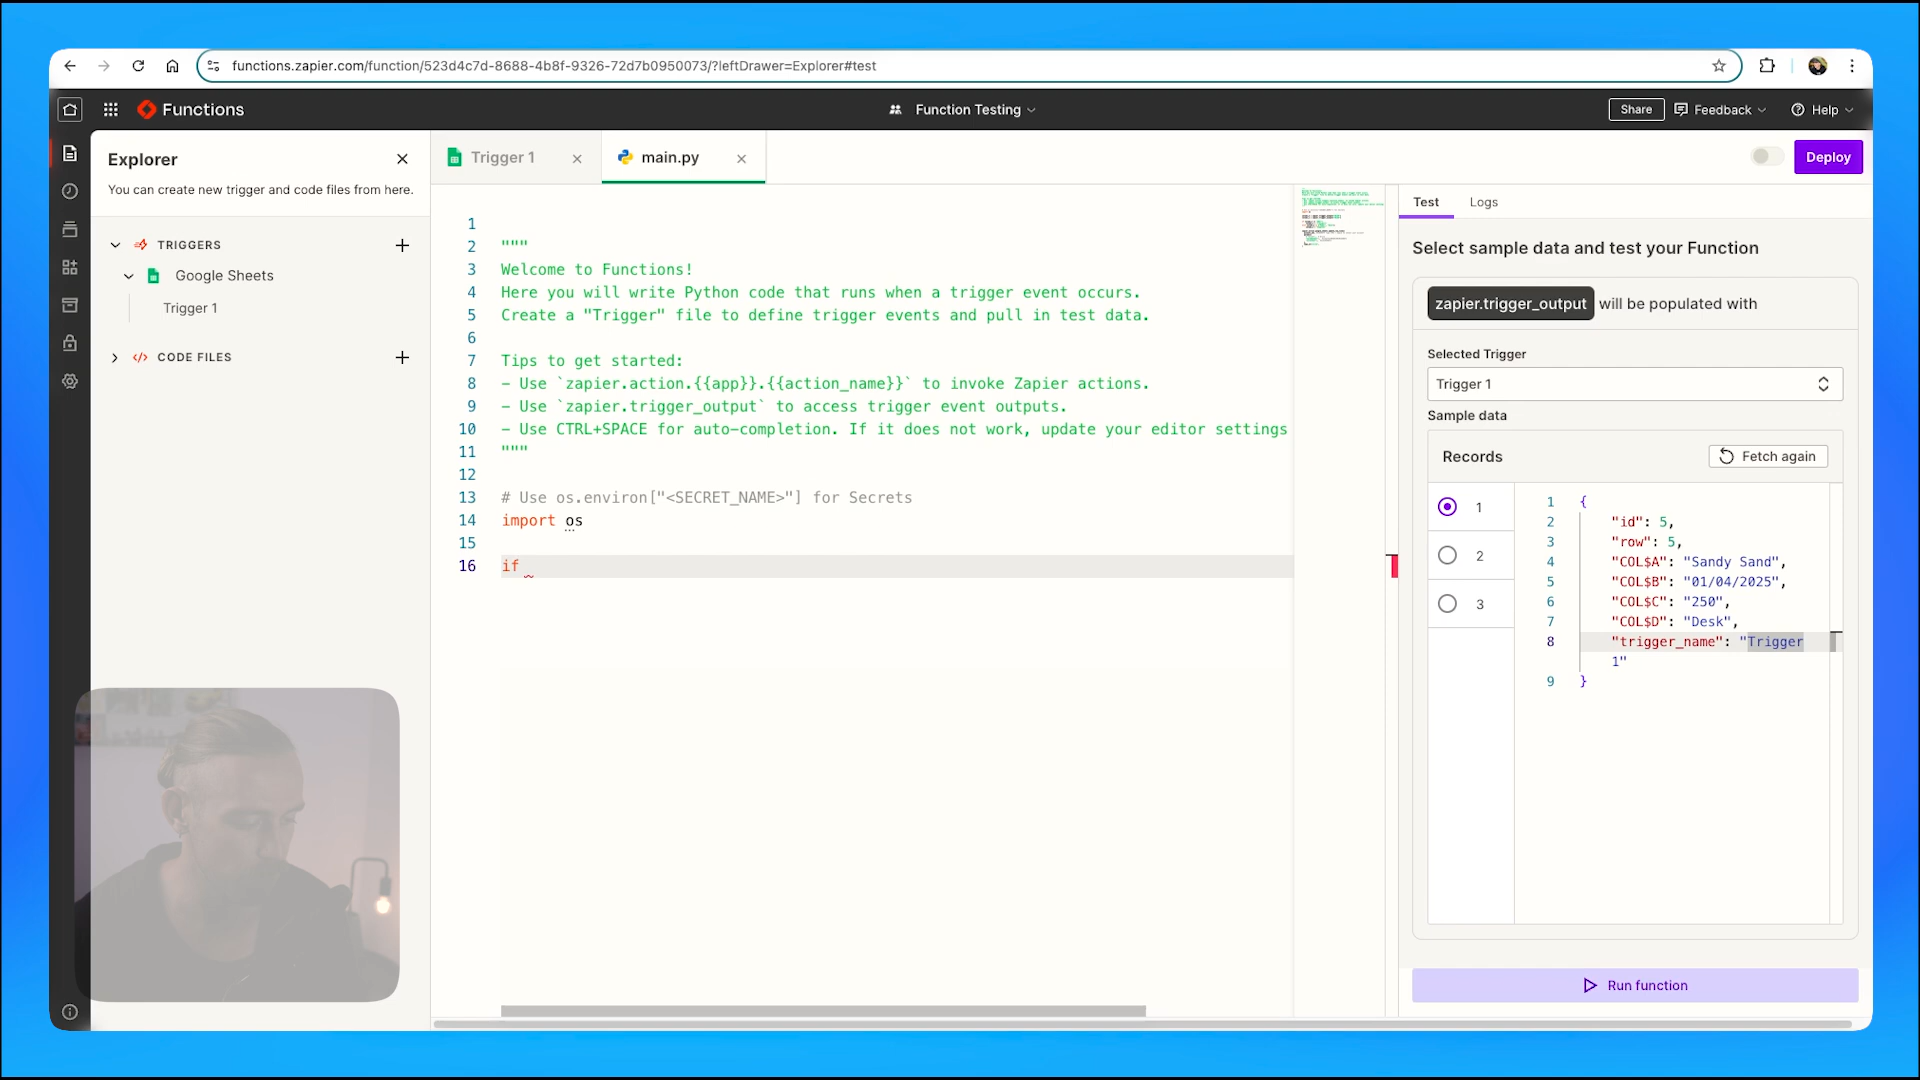 functions.zapier.com/function/523d4c7d-8688-4b8f-9326-72d7b0950073/?leftDrawer=Explorer#test
Functions
Function Testing
Share
Feedback
Help
Explorer
You can create new trigger and code files from here.
TRIGGERS
Google Sheets
Trigger 1
CODE FILES
Trigger 1
main.py
Deploy
1
2 """
3 Welcome to Functions!
4 Here you will write Python code that runs when a trigger event occurs.
5 Create a "Trigger" file to define trigger events and pull in test data.
6
7 Tips to get started:
8 - Use `zapier.action.{{app}}.{{action_name}}` to invoke Zapier actions.
9 - Use `zapier.trigger_output` to access trigger event outputs.
10 - Use CTRL+SPACE for auto-completion. If it does not work, update your editor settings
11 """
12
13 # Use os.environ["<SECRET_NAME>"] for Secrets
14 import os
15
16 if
Test
Logs
Select sample data and test your Function
zapier.trigger_output will be populated with
Selected Trigger
Trigger 1
Sample data
Records
Fetch again
1
2
3
1 {
2 "id": 5,
3 "row": 5,
4 "COL$A": "Sandy Sand",
5 "COL$B": "01/04/2025",
6 "COL$C": "250",
7 "COL$D": "Desk",
8 "trigger_name": "Trigger
1"
9 }
Run function